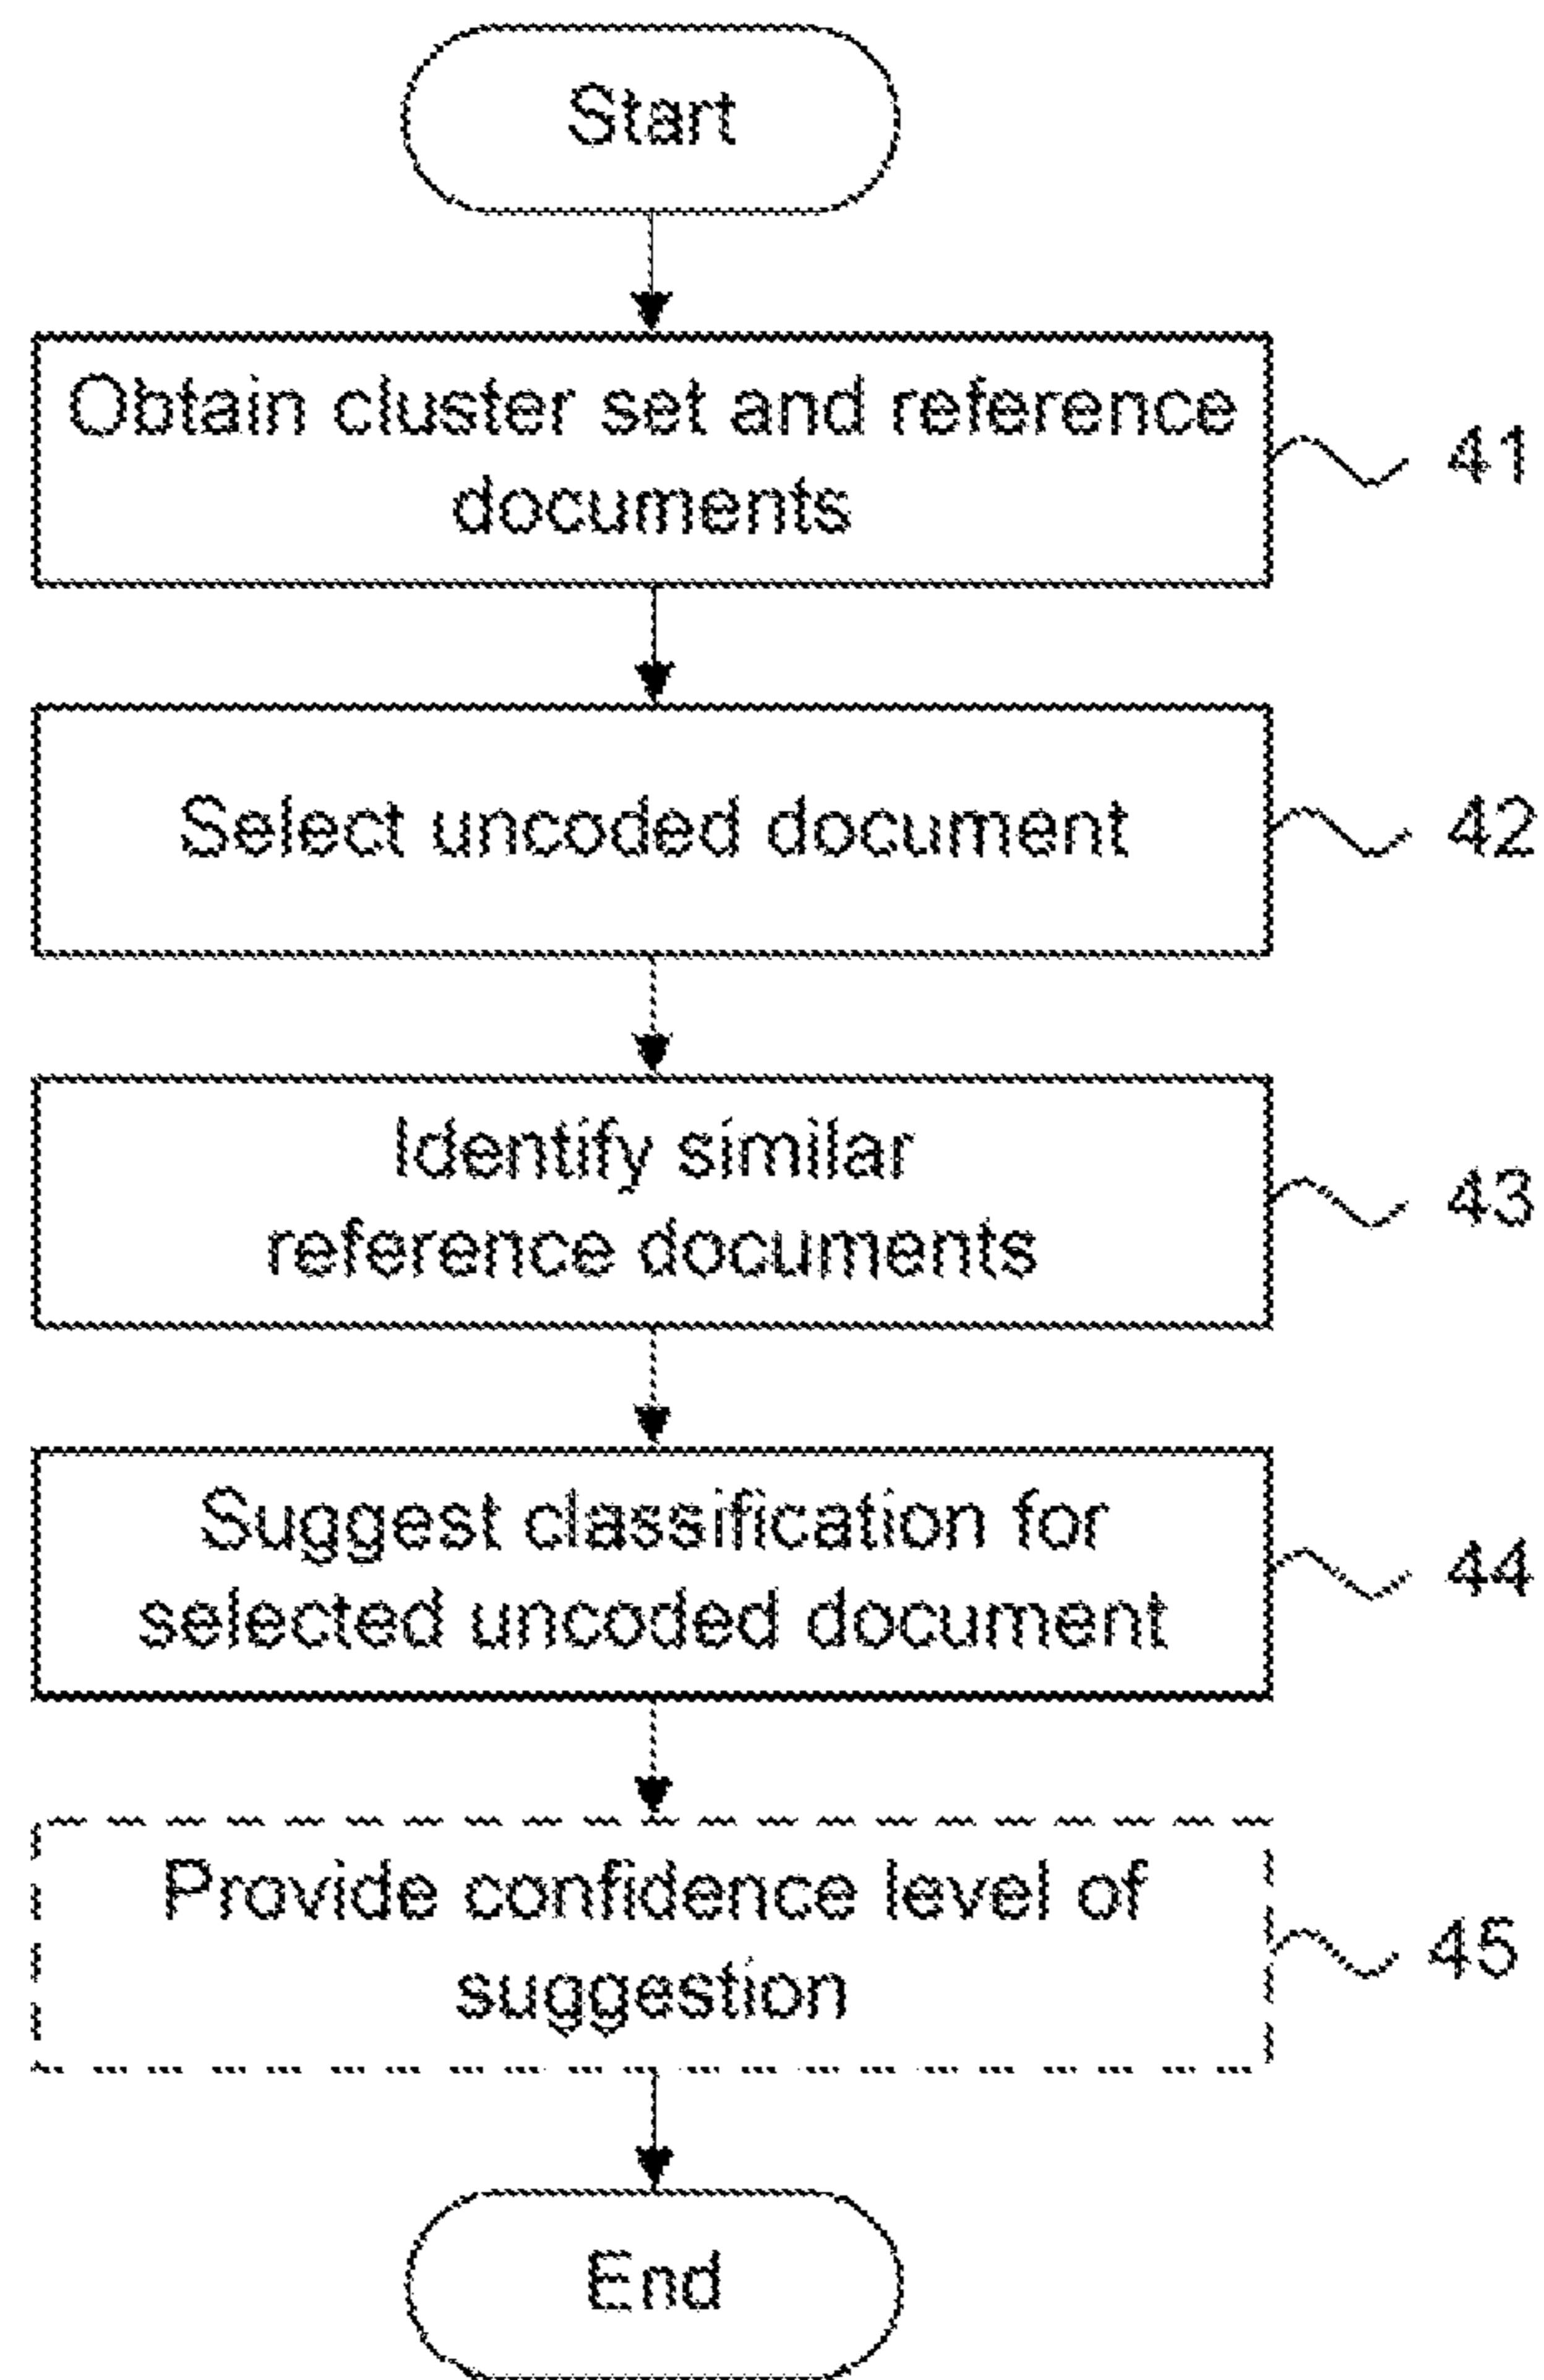 Start
Obtain cluster set and reference
documents
41
Select uncoded document
42
Identify similar
reference documents
43
Suggest classification for
selected uncoded document
44
Provide confidence level of
suggestion
45
End